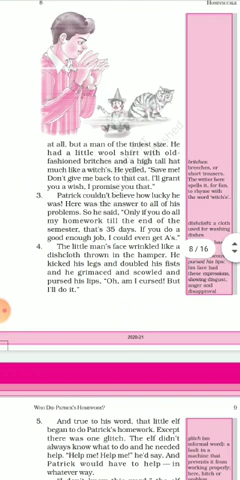 8
HONEYSUCKLE
at all, but a man of the tiniest size. He
had a little wool shirt with old-
fashioned britches and a high tall hat
much like a witch's. He yelled, "Save me!
Don't give me back to that cat. I'll grant
you a wish, I promise you that."
3. Patrick couldn't believe how lucky he
was! Here was the answer to all of his
problems. So he said, "Only if you do all
my homework till the end of the
semester, that's 35 days. If you do a
good enough job, I could even get A's."
4. The little man's face wrinkled like a
dishcloth thrown in the hamper. He
kicked his legs and doubled his fists
and he grimaced and scowled and
pursed his lips, "Oh, am I cursed! But
I'll do it."
britches:
breeches, or
short trousers.
The writer here
spells it, for fun,
to rhyme with
the word 'witch's'.
dishcloth: a cloth
used for washing
dishes.
8 / 16
pursed his lips:
his face had
these expressions,
showing disgust,
anger and
disapproval
2020-21
WHO DID PATRICK'S HOMEWORK?
9
5. And true to his word, that little elf
began to do Patrick's homework. Except
there was one glitch. The elf didn't
always know what to do and he needed
help. "Help me! Help me!" he'd say. And
Patrick would have to help — in
whatever way.
glitch (an
informal word): a
fault in a
machine that
prevents it from
working properly;
here, hitch or
problem